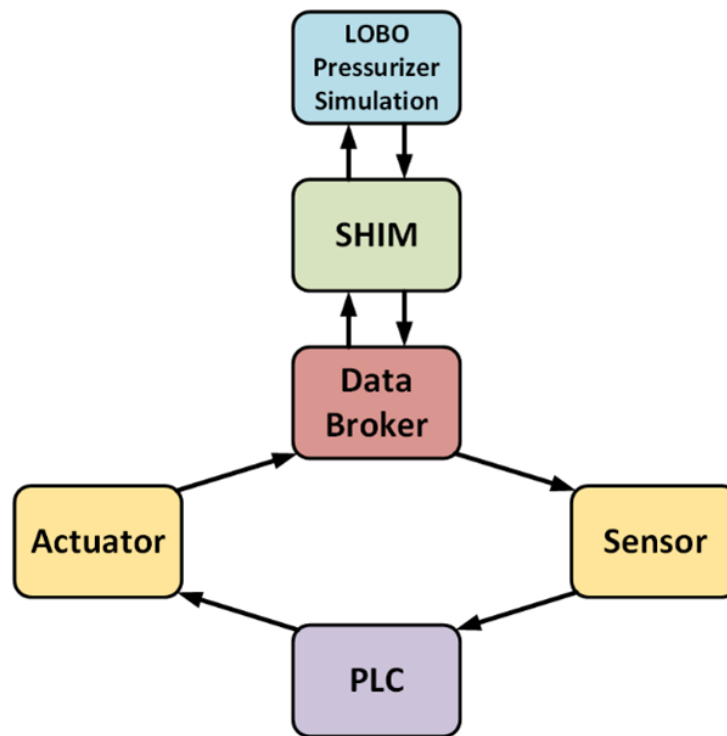 LOBO
Pressurizer
Simulation
SHIM
Data
Broker
Actuator
Sensor
PLC